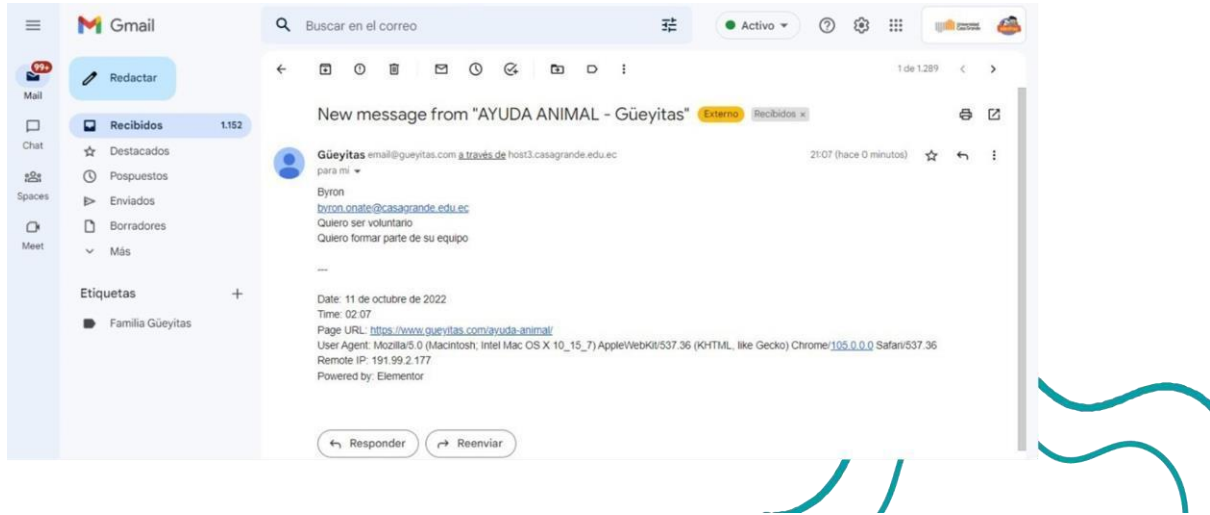 Gmail
Buscar en el correo
Activo
Universidad
Casa Grande
99+
Mail
Redactar
1 de 1.289
Chat
Recibidos 1.152
New message from "AYUDA ANIMAL - Güeyitas" Externo Recibidos x
Destacados
Pospuestos
Güeyitas email@gueyitas.com a través de host3.casagrande.edu.ec 21:07 (hace 0 minutos)
para mí
Spaces
Enviados
Byron
byron.onate@casagrande.edu.ec
Quiero ser voluntario
Quiero formar parte de su equipo
Meet
Borradores
Más
---
Etiquetas +
Familia Güeyitas
Date: 11 de octubre de 2022
Time: 02:07
Page URL: https://www.gueyitas.com/ayuda-animal/
User Agent: Mozilla/5.0 (Macintosh; Intel Mac OS X 10_15_7) AppleWebKit/537.36 (KHTML, like Gecko) Chrome/105.0.0.0 Safari/537.36
Remote IP: 191.99.2.177
Powered by: Elementor
Responder
Reenviar